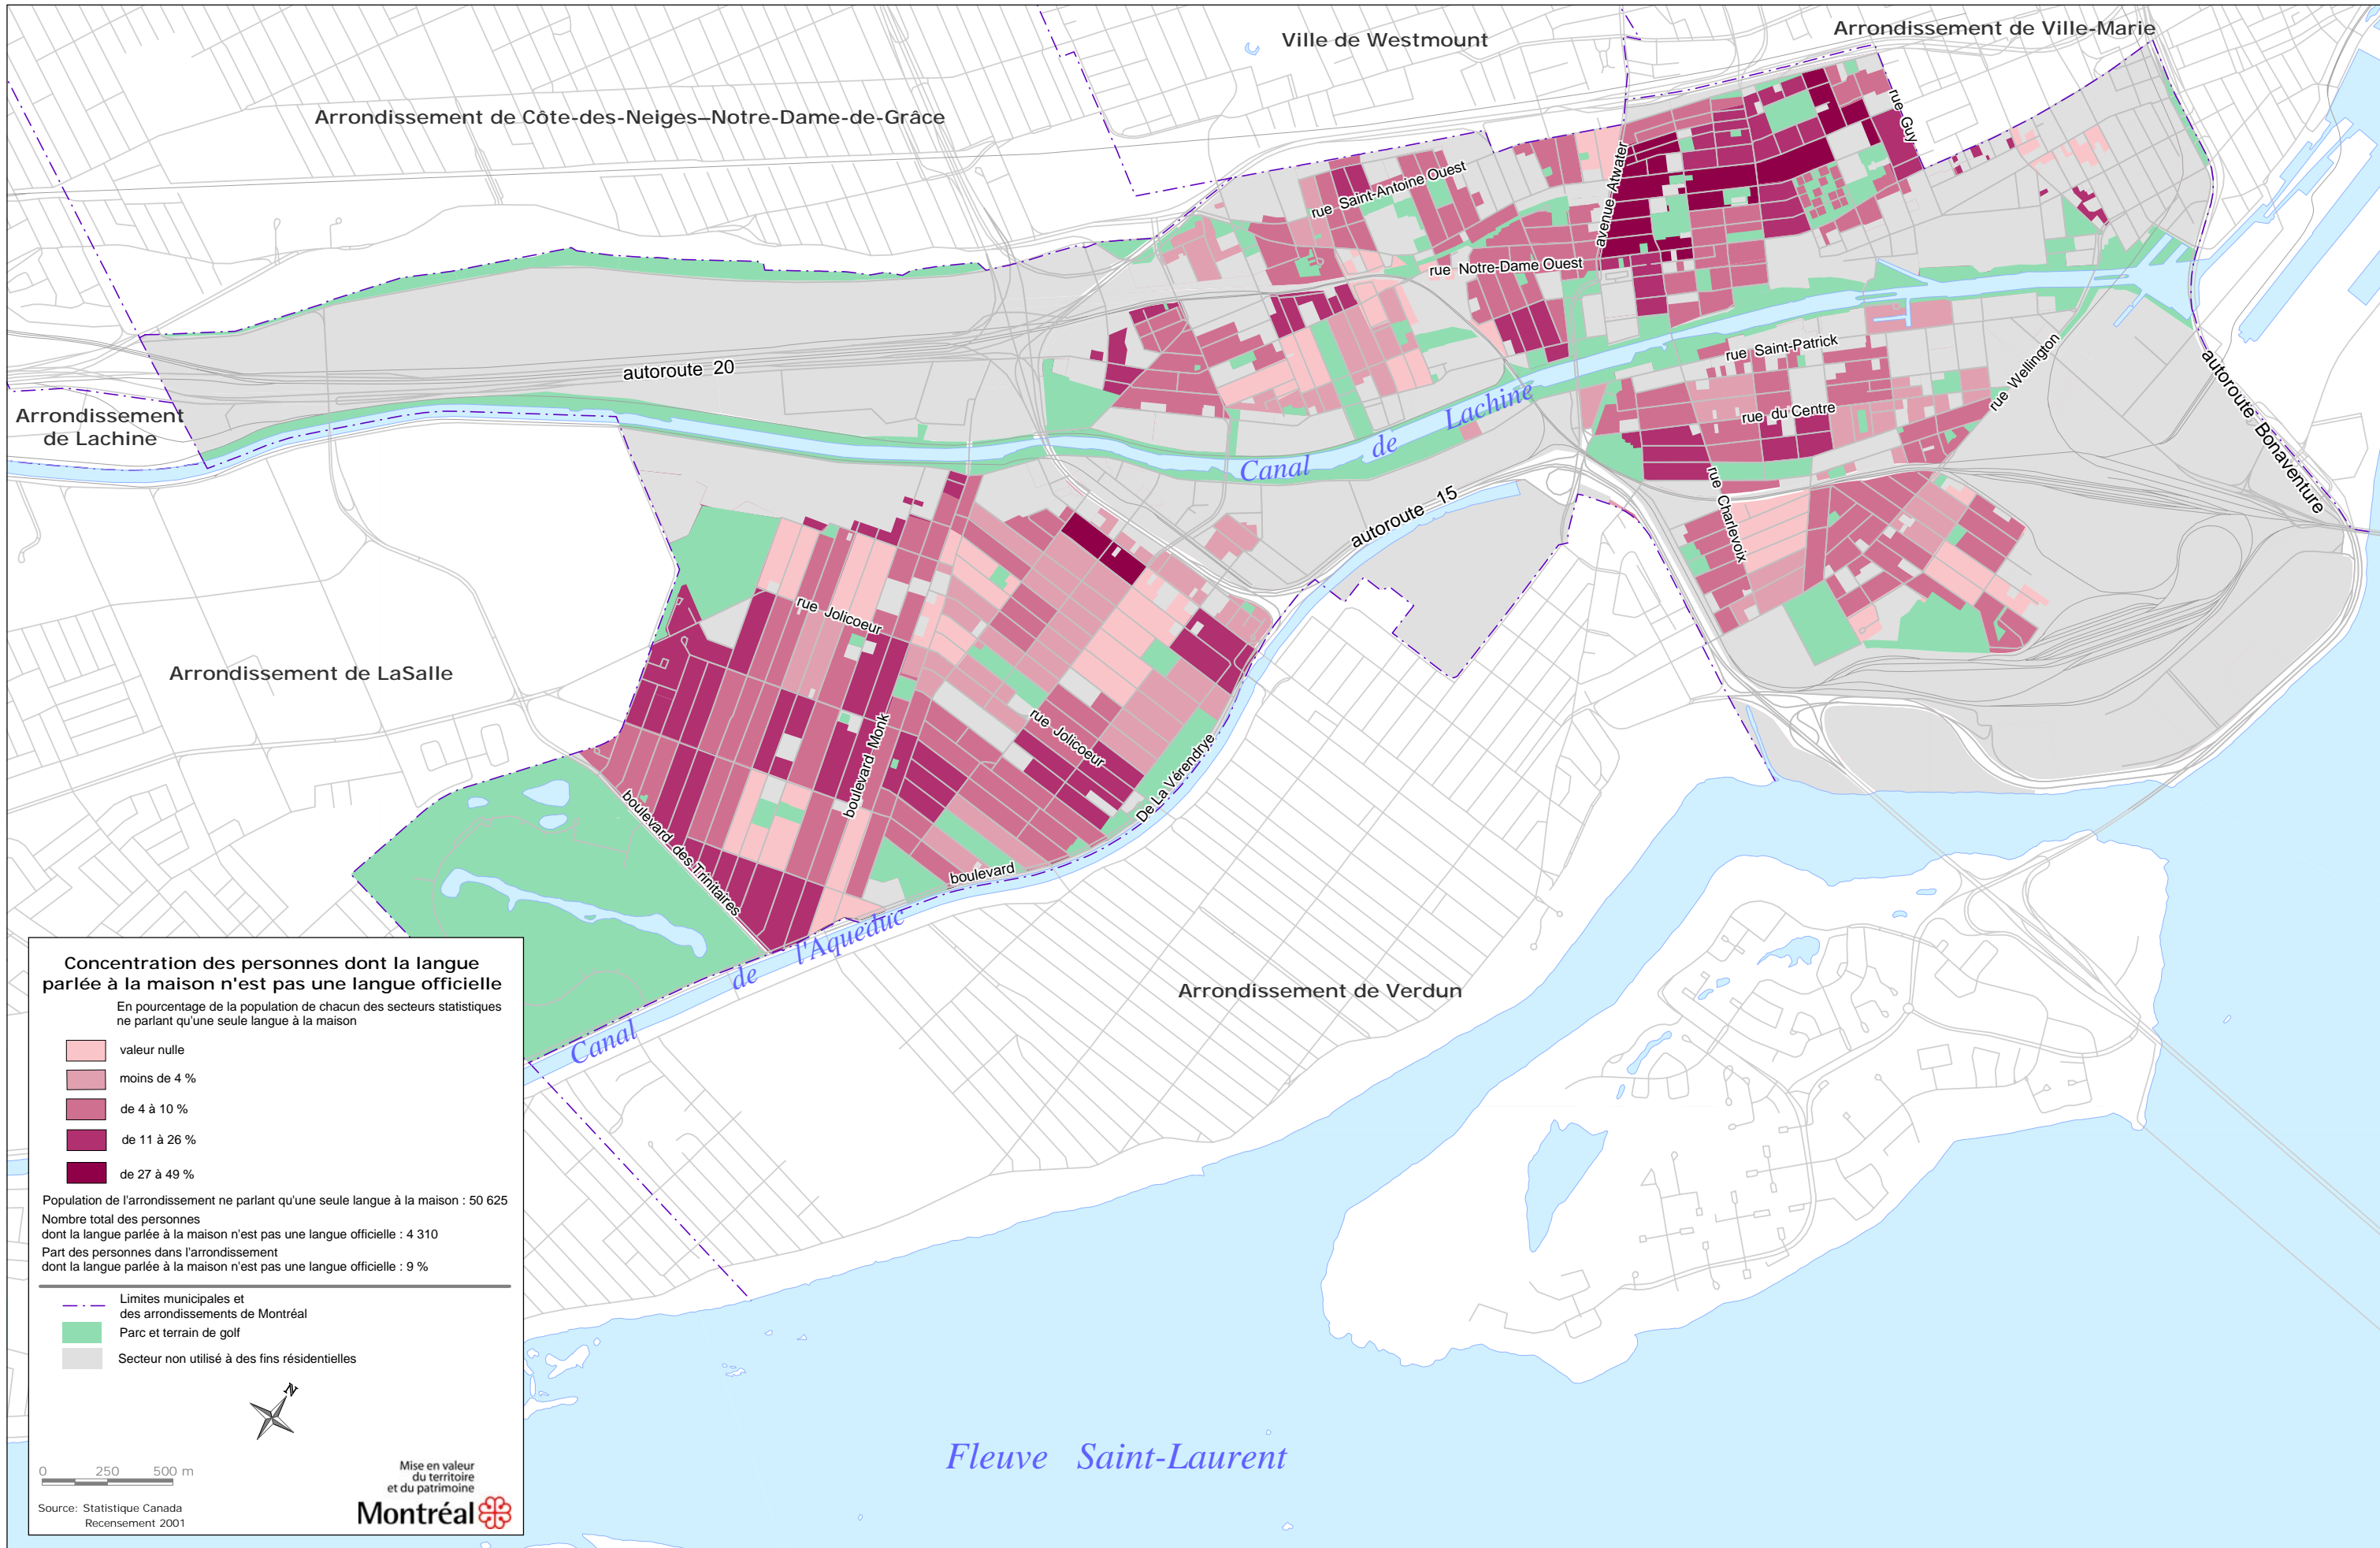 Ville de Westmount
Arrondissement de Ville-Marie
Arrondissement de Côte-des-Neiges–Notre-Dame-de-Grâce
rue Guy
avenue Atwater
rue Saint-Antoine Ouest
rue Notre-Dame Ouest
autoroute 20
rue Saint-Patrick
rue Wellington
autoroute Bonaventure
Arrondissement
de Lachine
Canal de Lachine
rue du Centre
rue Charlevoix
autoroute 15
rue Jolicoeur
Arrondissement de LaSalle
boulevard Monk
rue Jolicoeur
boulevard De La Vérendrye
boulevard des Trinitaires
Canal de l'Aqueduc
Arrondissement de Verdun
Fleuve Saint-Laurent
Concentration des personnes dont la langue
parlée à la maison n'est pas une langue officielle
En pourcentage de la population de chacun des secteurs statistiques
ne parlant qu'une seule langue à la maison
valeur nulle
moins de 4 %
de 4 à 10 %
de 11 à 26 %
de 27 à 49 %
Population de l'arrondissement ne parlant qu'une seule langue à la maison : 50 625
Nombre total des personnes
dont la langue parlée à la maison n'est pas une langue officielle : 4 310
Part des personnes dans l'arrondissement
dont la langue parlée à la maison n'est pas une langue officielle : 9 %
Limites municipales et
des arrondissements de Montréal
Parc et terrain de golf
Secteur non utilisé à des fins résidentielles
N
0 250 500 m
Source: Statistique Canada
Recensement 2001
Mise en valeur
du territoire
et du patrimoine
Montréal